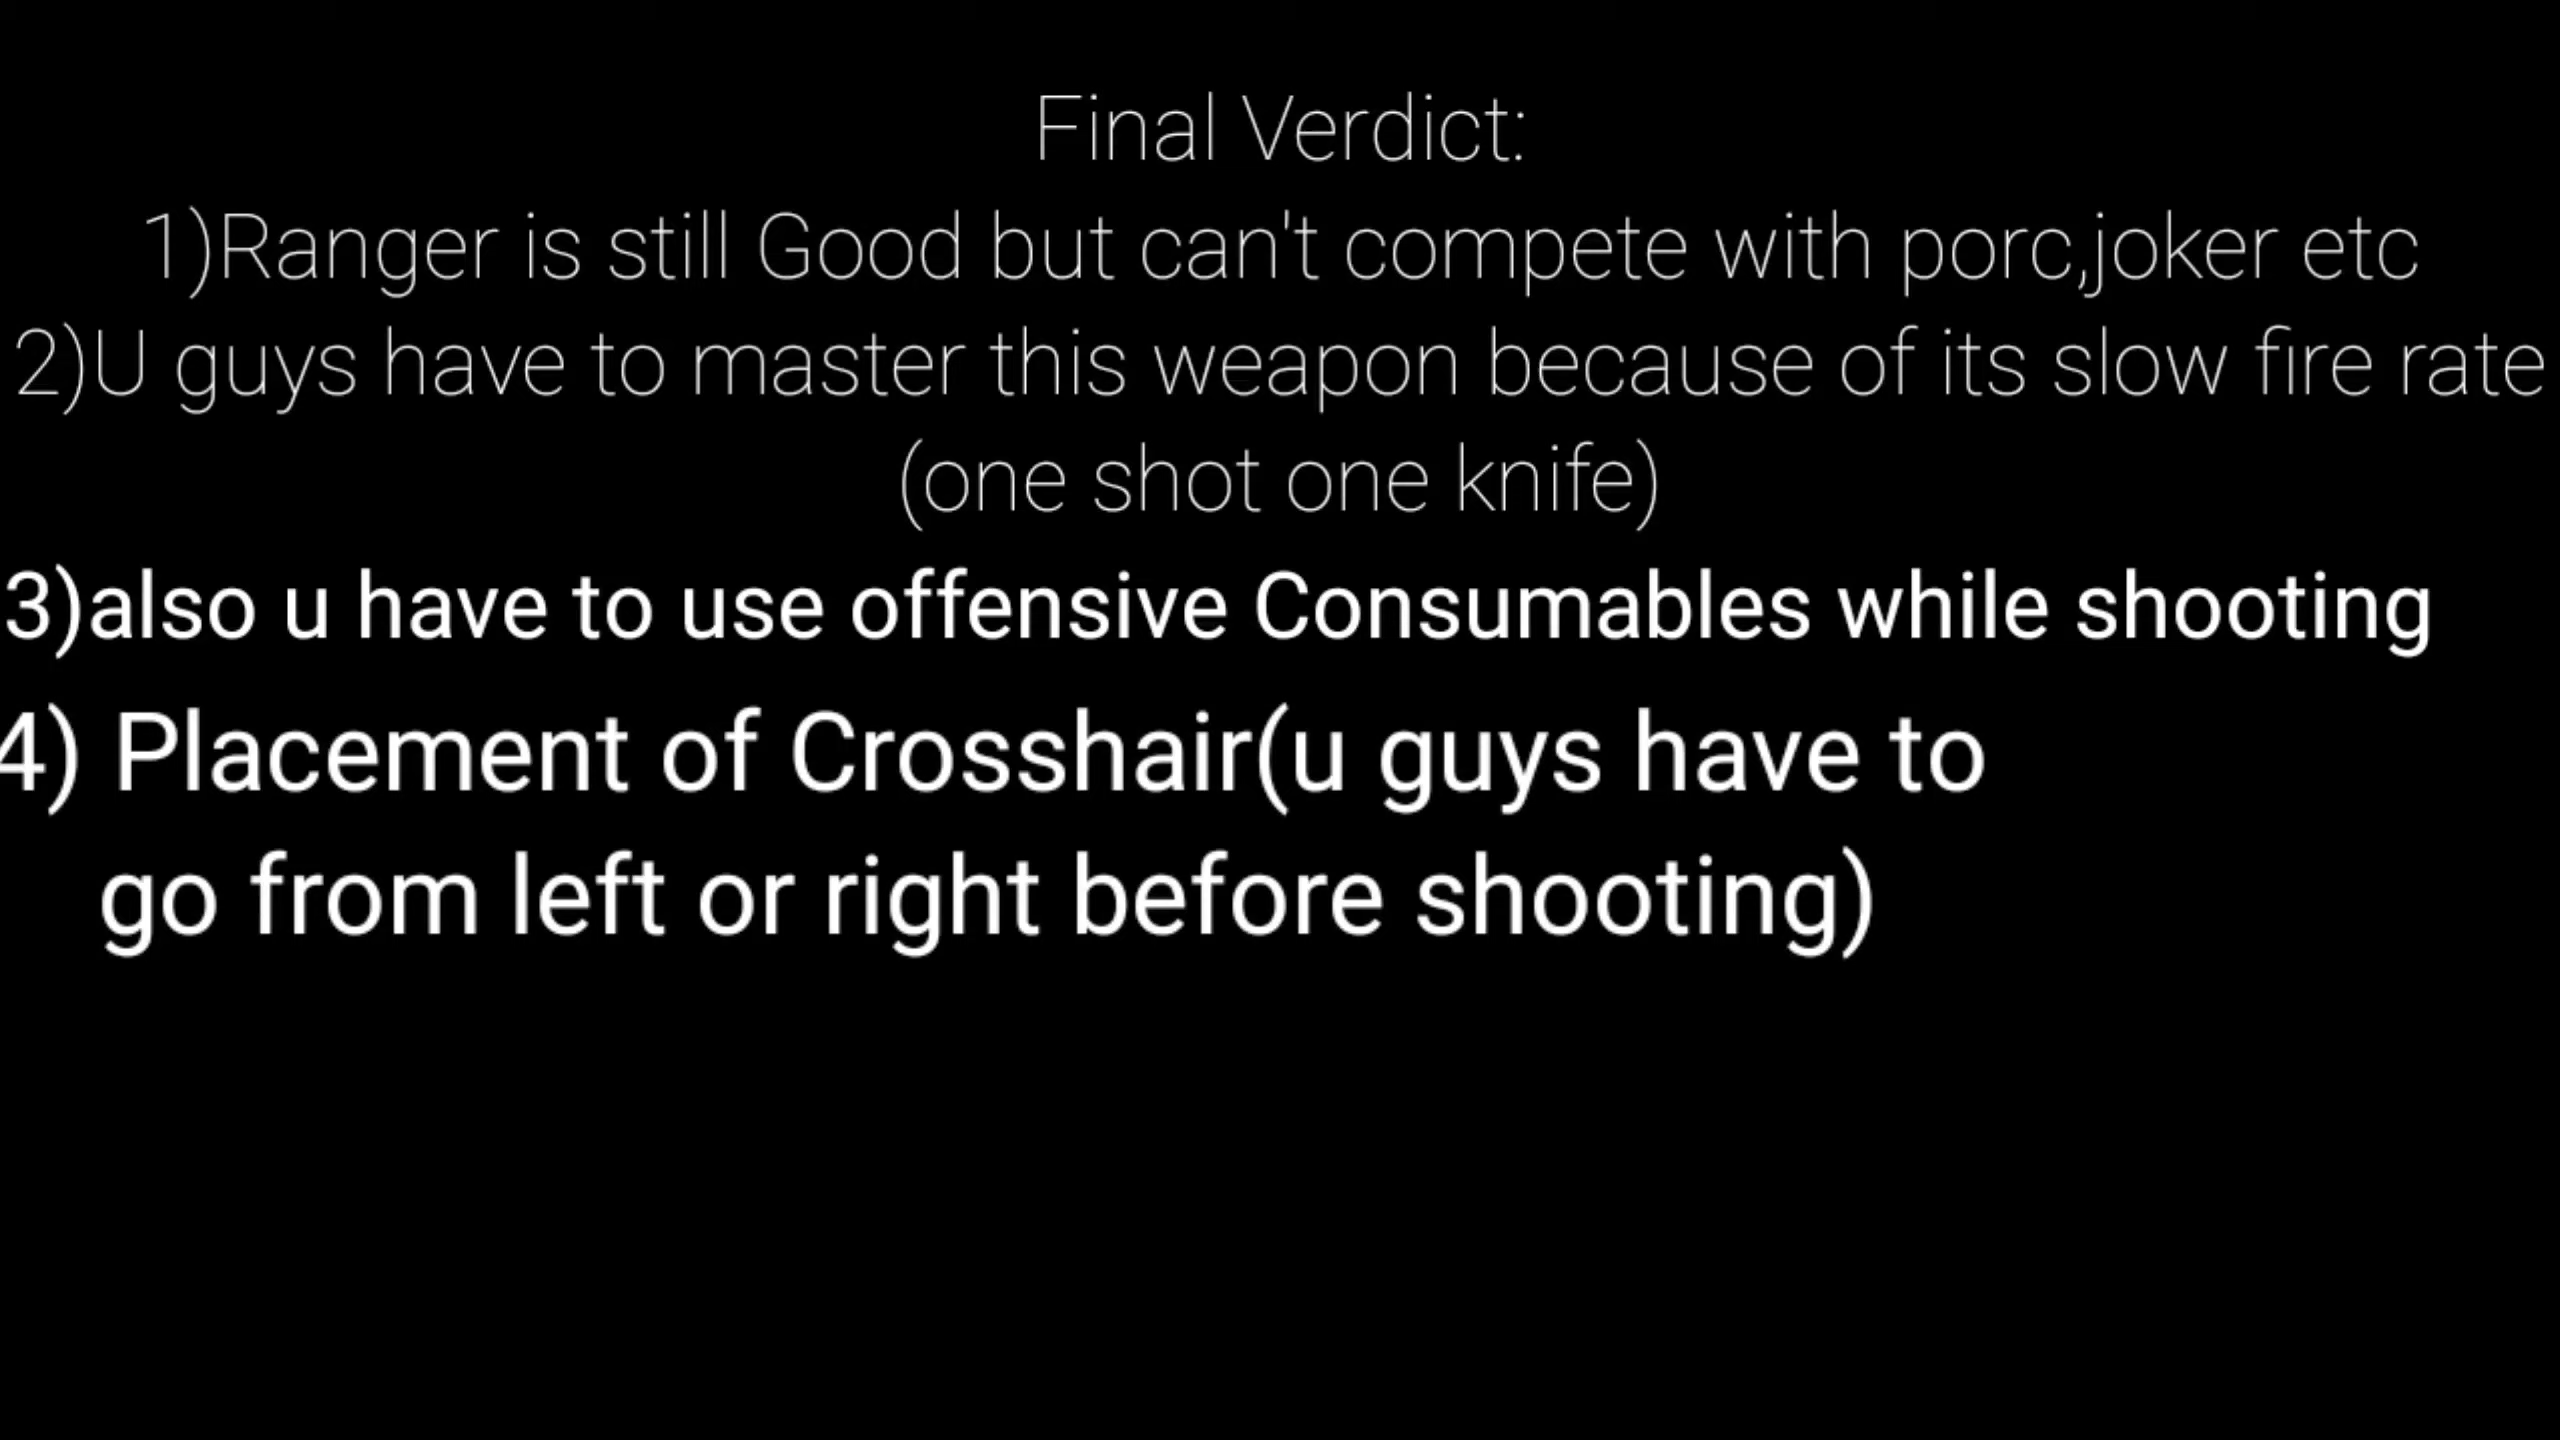 Final Verdict:
1)Ranger is still Good but can't compete with porc,joker etc
2)U guys have to master this weapon because of its slow fire rate
(one shot one knife)
3)also u have to use offensive Consumables while shooting
4) Placement of Crosshair(u guys have to
go from left or right before shooting)